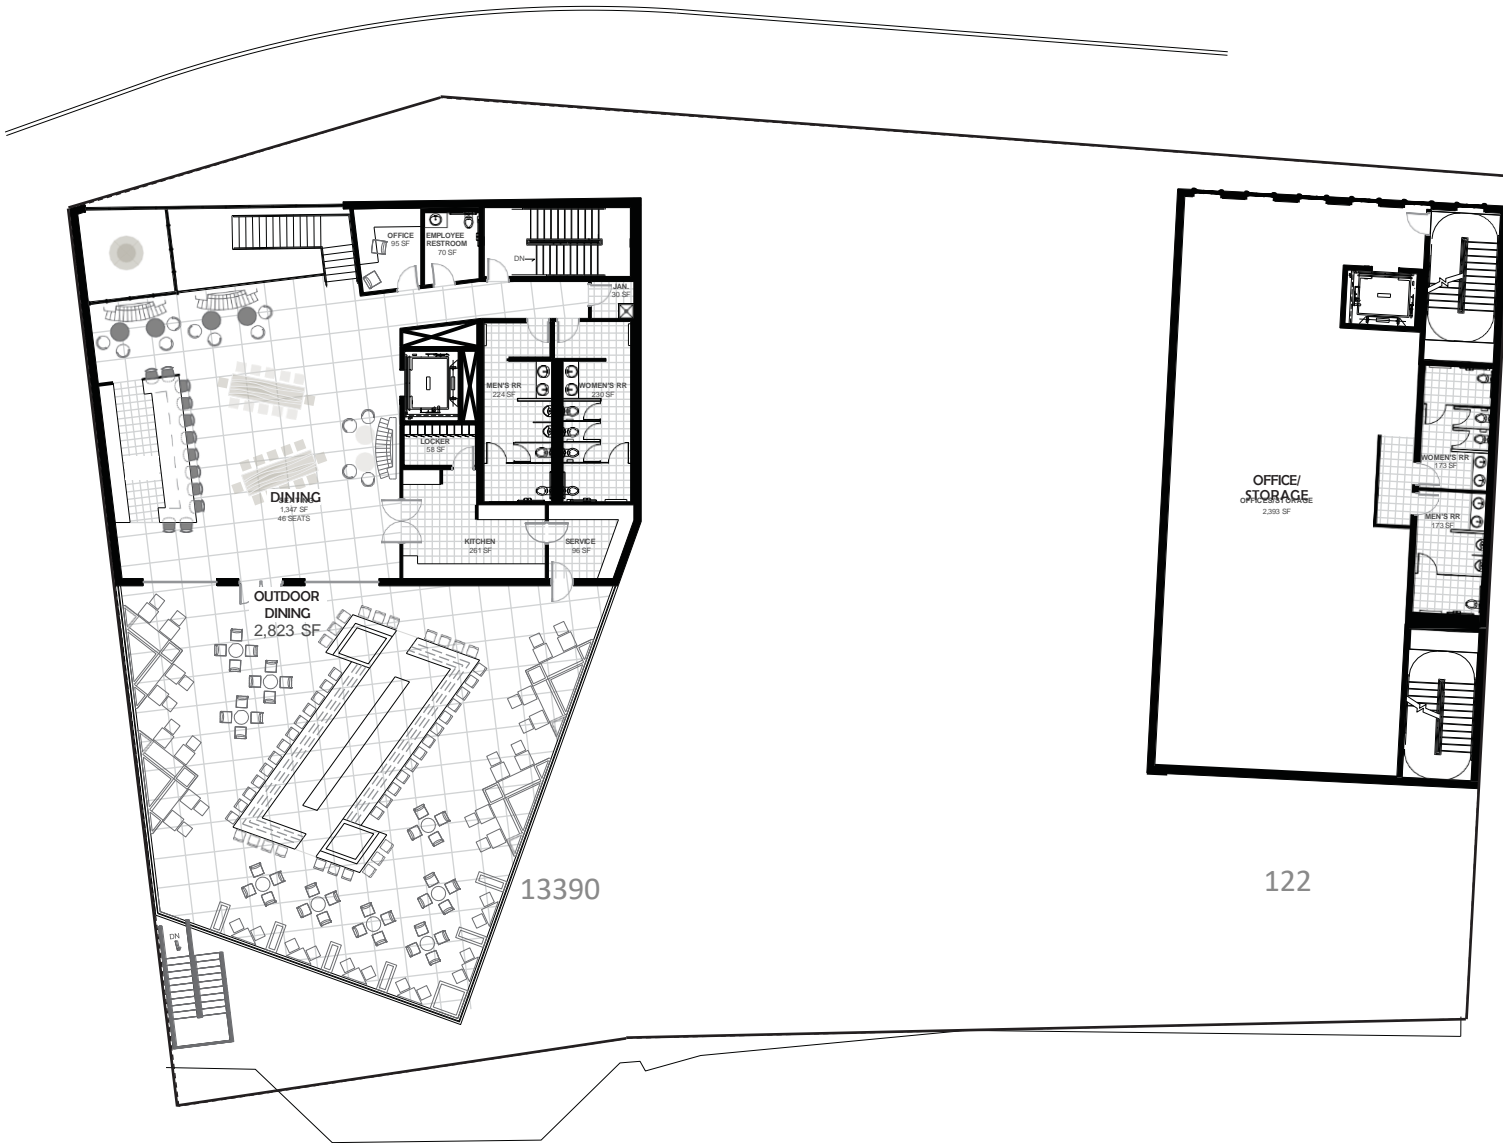 OFFICE
95 SF
EMPLOYEE
RESTROOM
70 SF
DN
JAN.
30 SF
MEN'S RR
224 SF
WOMEN'S RR
230 SF
LOCKER
58 SF
DINING
1,347 SF
46 SEATS
KITCHEN
261 SF
SERVICE
96 SF
OUTDOOR
DINING
2,823 SF
DN
13390
OFFICE/
STORAGE
OFFICES/STORAGE
2,393 SF
WOMEN'S RR
173 SF
MEN'S RR
173 SF
122